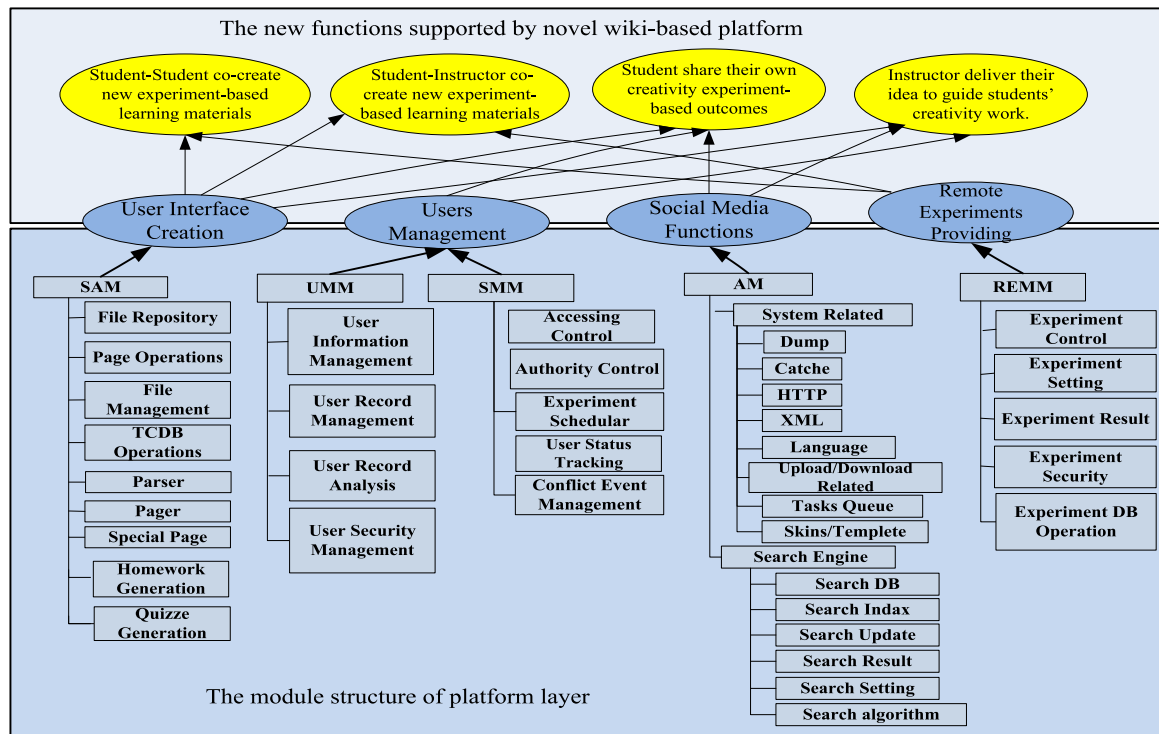 The new functions supported by novel wiki-based platform
Student-Student co-create
new experiment-based
learning materials
Student-Instructor co-
create new experiment-
based learning materials
Student share their own
creativity experiment-
based outcomes
Instructor deliver their
idea to guide students’
creativity work.
User Interface
Creation
Users
Management
Social Media
Functions
Remote
Experiments
Providing
SAM
File Repository
Page Operations
File
Management
TCDB
Operations
Parser
Pager
Special Page
Homework
Generation
Quizze
Generation
UMM
User
Information
Management
User Record
Management
User Record
Analysis
User Security
Management
SMM
Accessing
Control
Authority Control
Experiment
Schedular
User Status
Tracking
Conflict Event
Management
AM
System Related
Dump
Catche
HTTP
XML
Language
Upload/Download
Related
Tasks Queue
Skins/Templete
Search Engine
Search DB
Search Indax
Search Update
Search Result
Search Setting
Search algorithm
REMM
Experiment
Control
Experiment
Setting
Experiment Result
Experiment
Security
Experiment DB
Operation
The module structure of platform layer